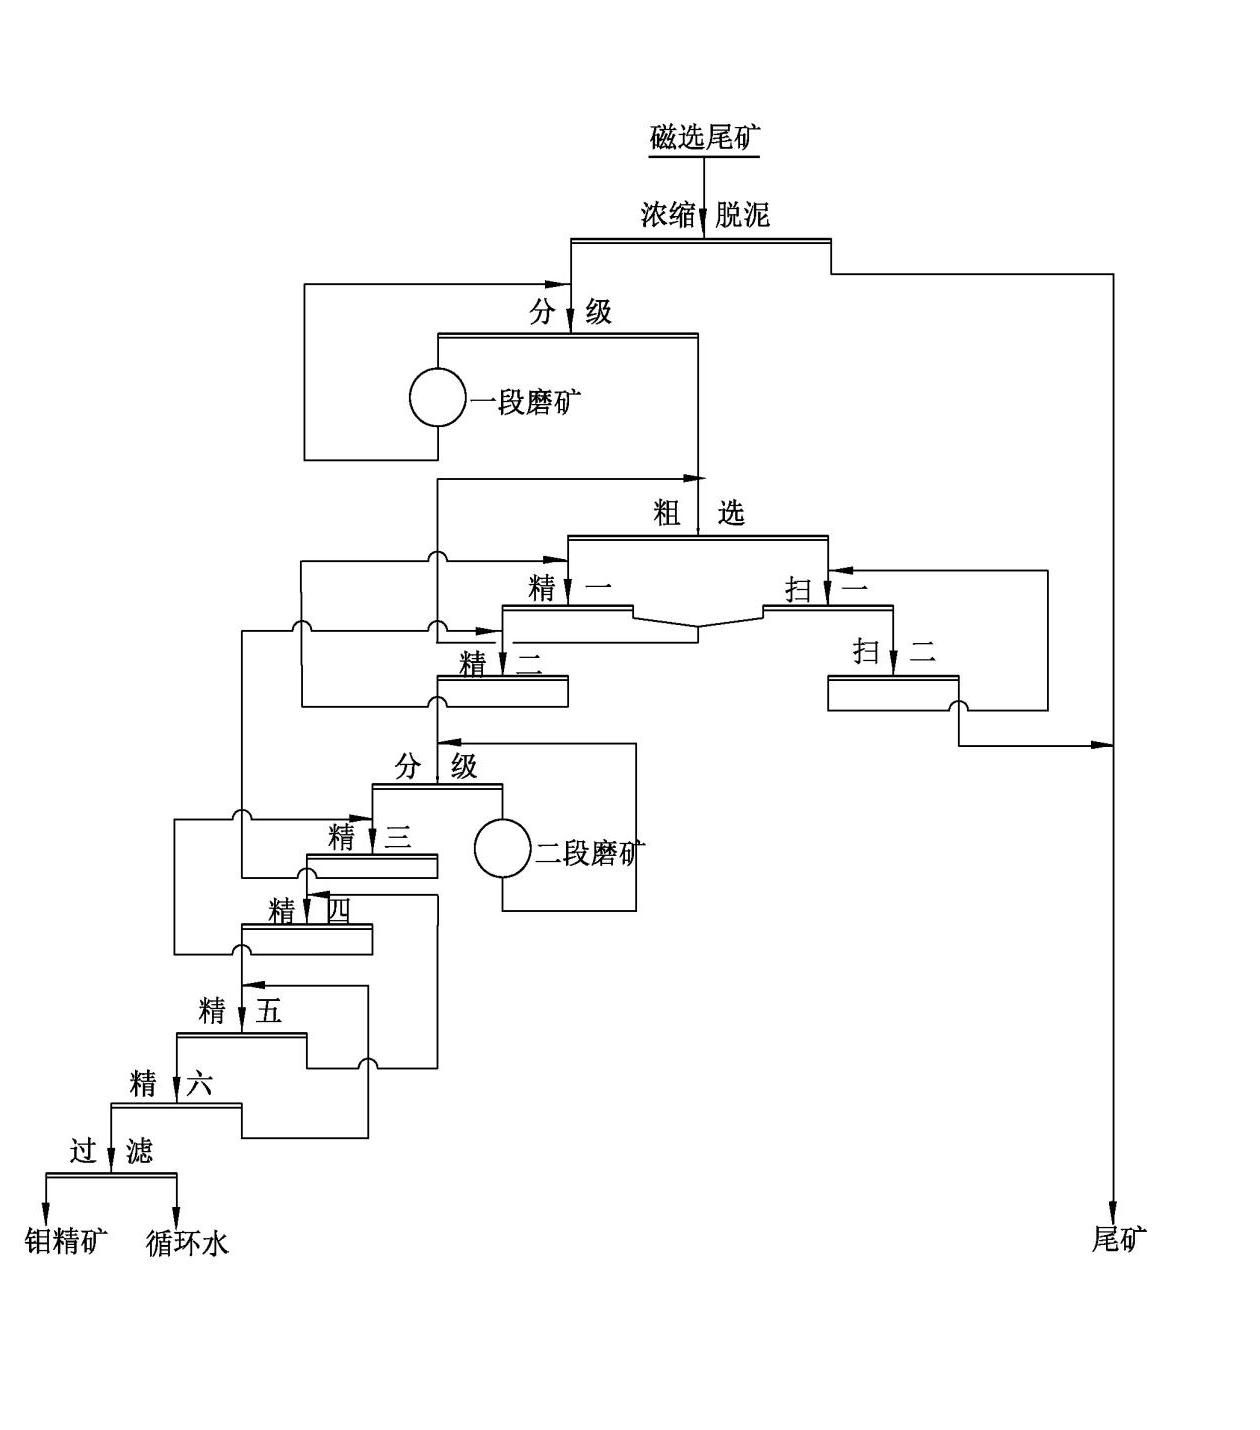 磁选尾矿
浓缩 脱泥
分 级
一段磨矿
粗 选
精 一
扫 一
精 二
扫 二
分 级
精 三
二段磨矿
精 四
精 五
精 六
过 滤
钼精矿
循环水
尾矿